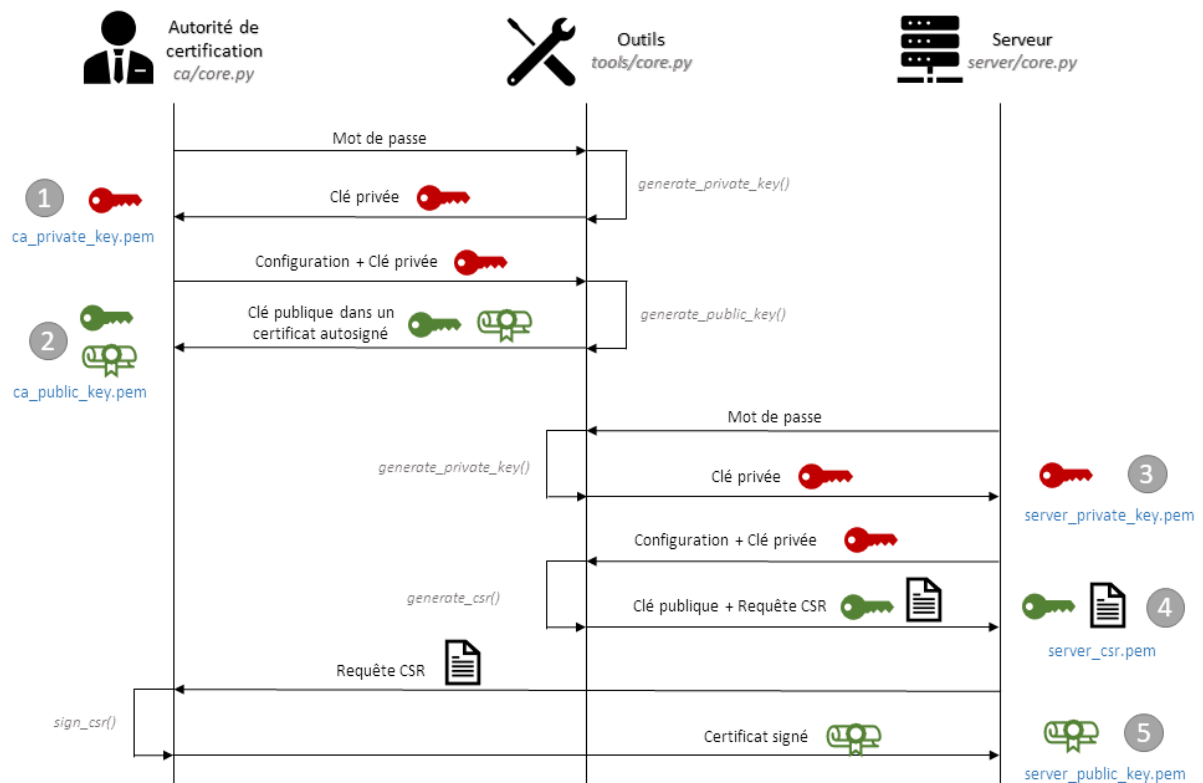 Autorité de
certification
ca/core.py
Outils
tools/core.py
Serveur
server/core.py
Mot de passe
generate_private_key()
1
Clé privée
ca_private_key.pem
Configuration + Clé privée
Clé publique dans un
certificat autosigné
generate_public_key()
2
ca_public_key.pem
Mot de passe
generate_private_key()
Clé privée
3
server_private_key.pem
Configuration + Clé privée
generate_csr()
Clé publique + Requête CSR
4
server_csr.pem
Requête CSR
sign_csr()
Certificat signé
5
server_public_key.pem